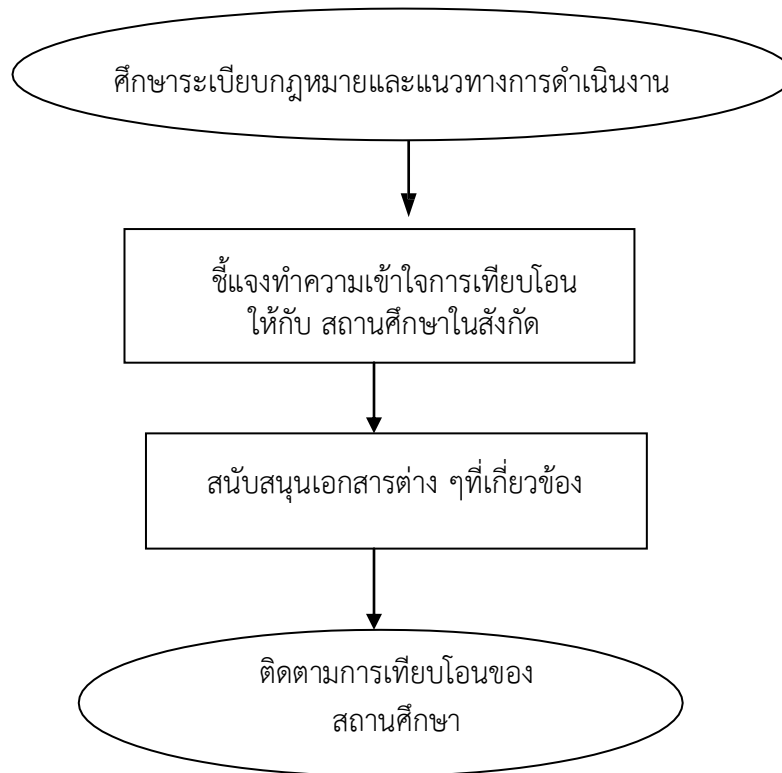 ศึกษาระเบียบกฎหมายและแนวทางการดำเนินงาน
ชี้แจงทำความเข้าใจการเทียบโอน
ให้กับ สถานศึกษาในสังกัด
สนับสนุนเอกสารต่าง ๆที่เกี่ยวข้อง
ติดตามการเทียบโอนของ
สถานศึกษา